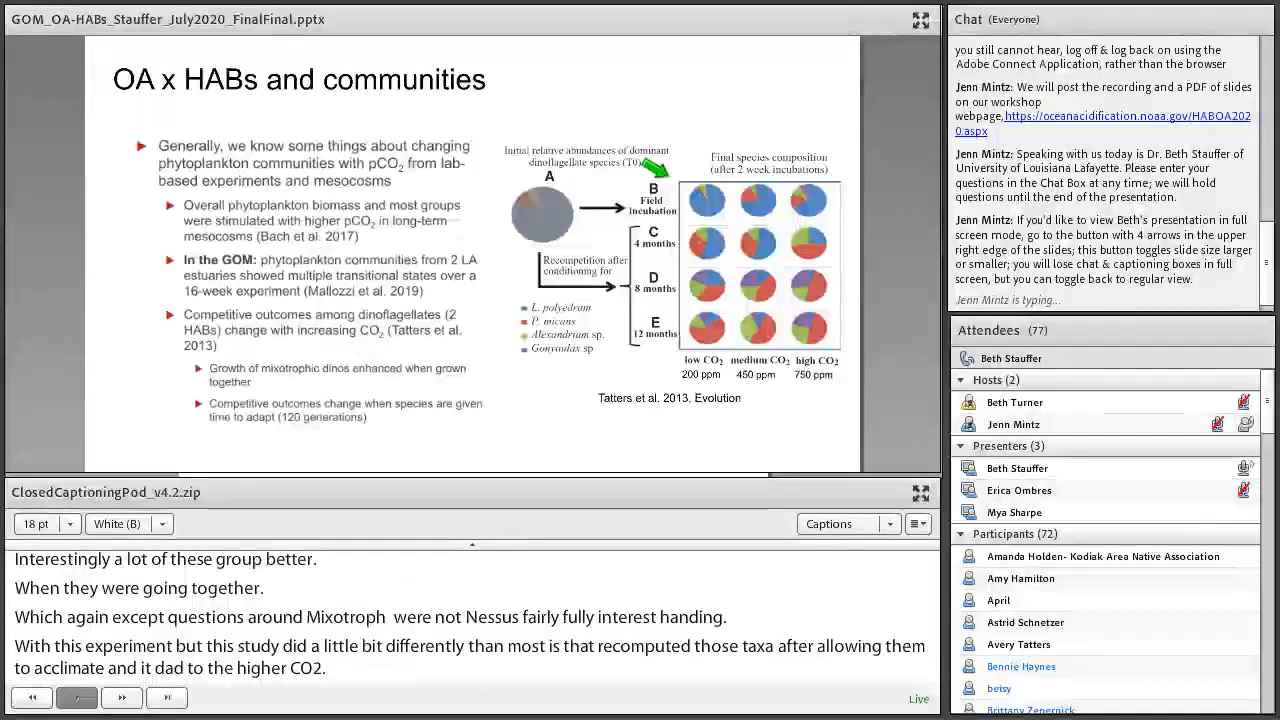 GOM_OA-HABs_Stauffer_July2020_FinalFinal.pptx
OA x HABs and communities
Generally, we know some things about changing
phytoplankton communities with pCO2 from lab-
based experiments and mesocosms
Overall phytoplankton biomass and most groups
were stimulated with higher pCO2 in long-term
mesocosms (Bach et al. 2017)
In the GOM: phytoplankton communities from 2 LA
estuaries showed multiple transitional states over a
16-week experiment (Mallozzi et al. 2019)
Competitive outcomes among dinoflagellates (2
HABs) change with increasing CO2 (Tatters et al.
2013)
Growth of mixotrophic dinos enhanced when grown
together
Competitive outcomes change when species are given
time to adapt (120 generations)
Initial relative abundances of dominant
dinoflagellate species (T0)
A
Final species composition
(after 2 week incubations)
B
Field
incubation
C
4 months
Recompetition after
conditioning for
D
8 months
E
12 months
L. polyedrum
P. micans
Alexandrium sp.
Gonyaulax sp
low CO2 medium CO2 high CO2
200 ppm 450 ppm 750 ppm
Tatters et al. 2013. Evolution
ClosedCaptioningPod_v4.2.zip
18 pt White (B) Captions
Interestingly a lot of these group better.
When they were going together.
Which again except questions around Mixotroph were not Nessus fairly fully interest handing.
With this experiment but this study did a little bit differently than most is that recomputed those taxa after allowing them
to acclimate and it dad to the higher CO2.
Live
Chat (Everyone)
you still cannot hear, log off & log back on using the
Adobe Connect Application, rather than the browser
Jenn Mintz: We will post the recording and a PDF of slides
on our workshop
webpage,https://oceanacidification.noaa.gov/HABOA202
0.aspx
Jenn Mintz: Speaking with us today is Dr. Beth Stauffer of
University of Louisiana Lafayette. Please enter your
questions in the Chat Box at any time; we will hold
questions until the end of the presentation.
Jenn Mintz: If you'd like to view Beth's presentation in full
screen mode, go to the button with 4 arrows in the upper
right edge of the slides; this button toggles slide size larger
or smaller; you will lose chat & captioning boxes in full
screen, but you can toggle back to regular view.
Jenn Mintz is typing...
Attendees (77)
Beth Stauffer
Hosts (2)
Beth Turner
Jenn Mintz
Presenters (3)
Beth Stauffer
Erica Ombres
Mya Sharpe
Participants (72)
Amanda Holden- Kodiak Area Native Association
Amy Hamilton
April
Astrid Schnetzer
Avery Tatters
Bennie Haynes
betsy
Brittany Zepernick